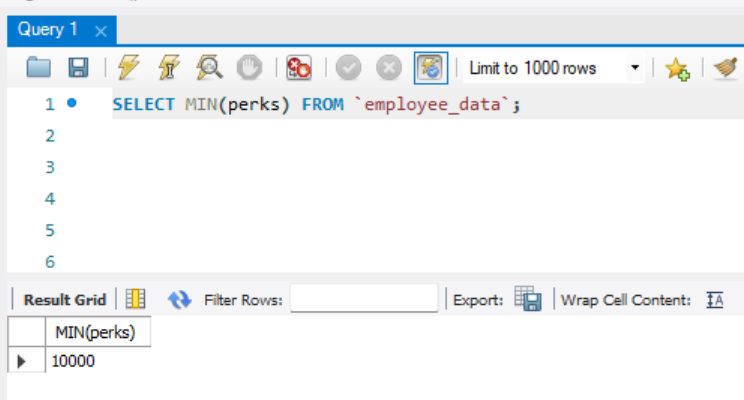 Query 1
Limit to 1000 rows
1 SELECT MIN(perks) FROM `employee_data`;
2
3
4
5
6
Result Grid Filter Rows: Export: Wrap Cell Content: IA
MIN(perks)
10000